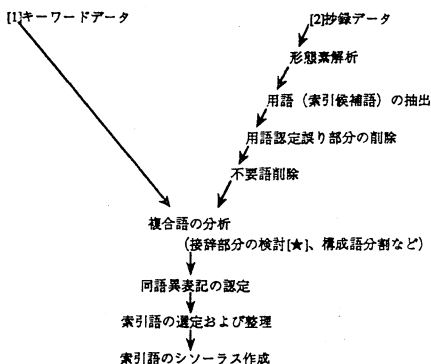 [1]キーワードデータ
[2]抄録データ
形態素解析
用語（索引候補語）の抽出
用語認定誤り部分の削除
不要語削除
複合語の分析
（接辞部分の検討[★]、構成語分割など）
同語異表記の認定
索引語の選定および整理
索引語のシソーラス作成